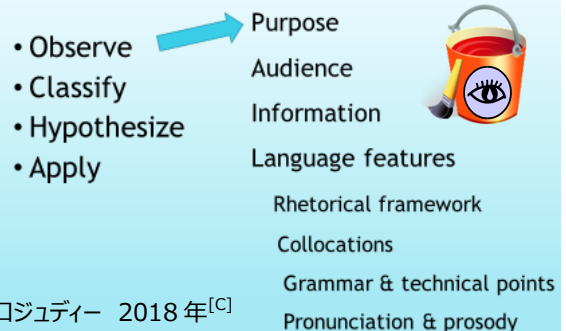 • Observe
• Classify
• Hypothesize
• Apply
Purpose
Audience
Information
Language features
Rhetorical framework
Collocations
Grammar & technical points
Pronunciation & prosody
ロジュディー 2018 年[C]